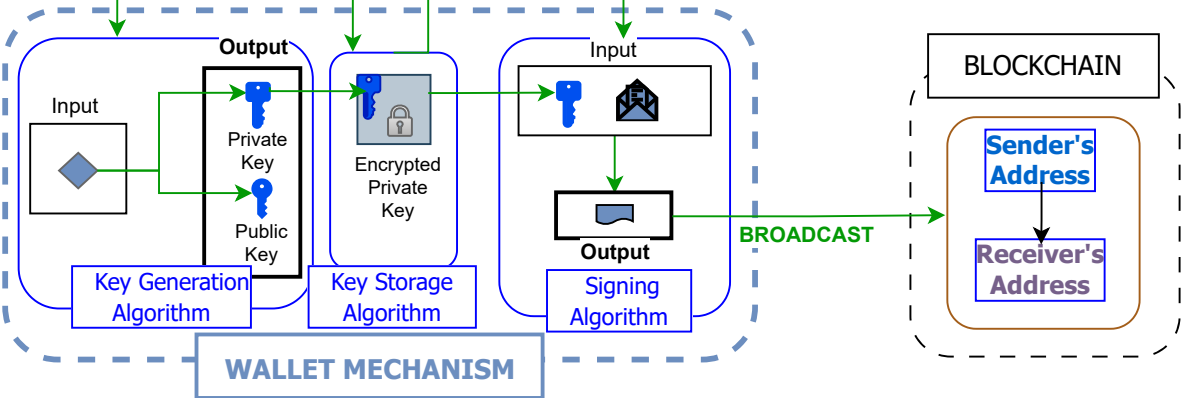 Output
Input
Private
Key
Public
Key
Key Generation
Algorithm
Encrypted
Private
Key
Key Storage
Algorithm
Input
Output
Signing
Algorithm
WALLET MECHANISM
BROADCAST
BLOCKCHAIN
Sender's
Address
Receiver's
Address